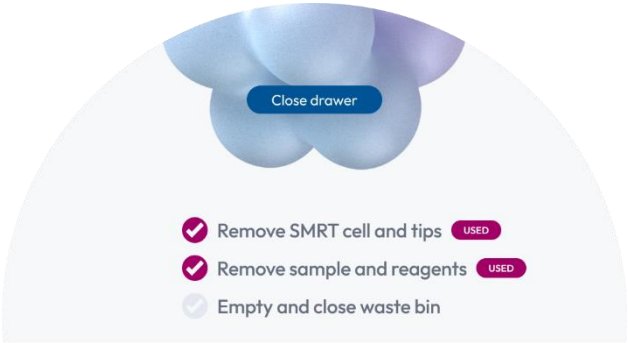 Close drawer
Remove SMRT cell and tips USED
Remove sample and reagents USED
Empty and close waste bin